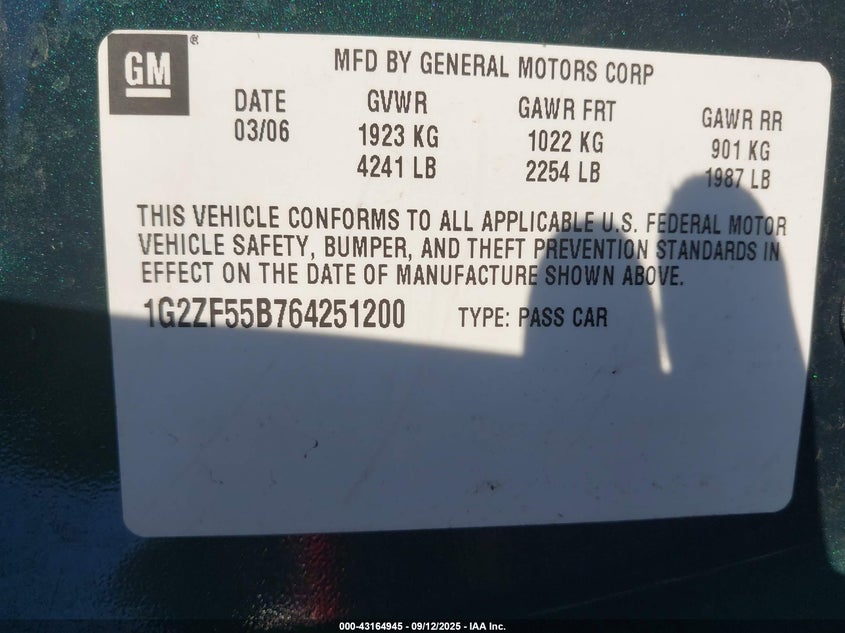 GM®
MFD BY GENERAL MOTORS CORP
DATE GVWR GAWR FRT GAWR RR
03/06 1923 KG 1022 KG 901 KG
4241 LB 2254 LB 1987 LB
THIS VEHICLE CONFORMS TO ALL APPLICABLE U.S. FEDERAL MOTOR
VEHICLE SAFETY, BUMPER, AND THEFT PREVENTION STANDARDS IN
EFFECT ON THE DATE OF MANUFACTURE SHOWN ABOVE.
1G2ZF55B764251200 TYPE: PASS CAR
000-43164945 - 09/12/2025 - IAA Inc.